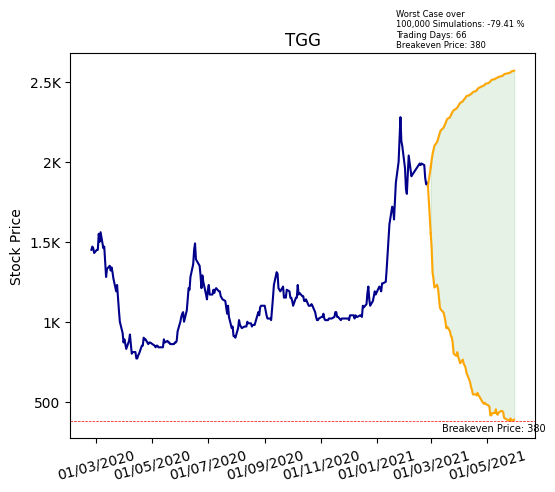 Worst Case over
100,000 Simulations: -79.41 %
Trading Days: 66
Breakeven Price: 380
TGG
Stock Price
2.5K
2K
1.5K
1K
500
Breakeven Price: 380
01/03/2020
01/05/2020
01/07/2020
01/09/2020
01/11/2020
01/01/2021
01/03/2021
01/05/2021